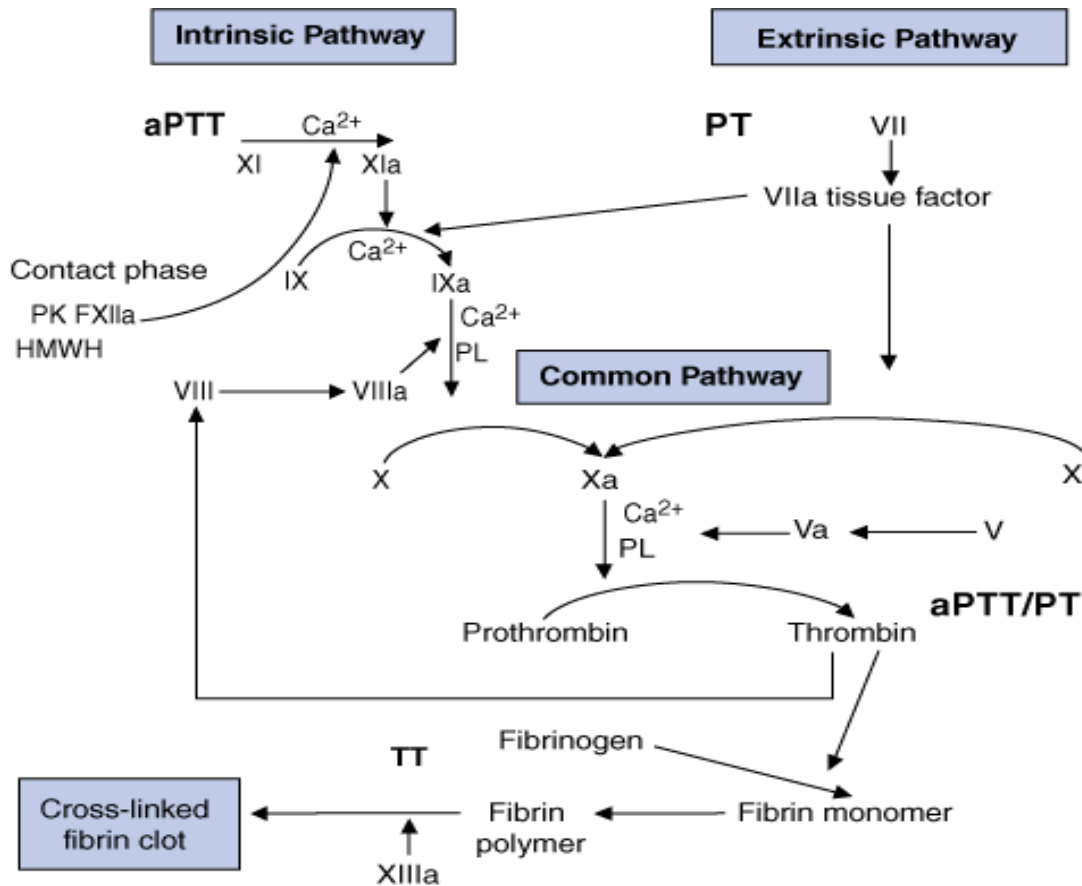 Intrinsic Pathway
Extrinsic Pathway
aPTT
Ca²⁺
XI
XIa
PT
VII
VIIa tissue factor
Ca²⁺
IX
IXa
Contact phase
PK FXIIa
HMWH
Ca²⁺
PL
VIII
VIIIa
Common Pathway
X
Xa
X
Ca²⁺
PL
Va
V
aPTT/PT
Prothrombin
Thrombin
Fibrinogen
TT
Cross-linked
fibrin clot
Fibrin
polymer
Fibrin monomer
XIIIa